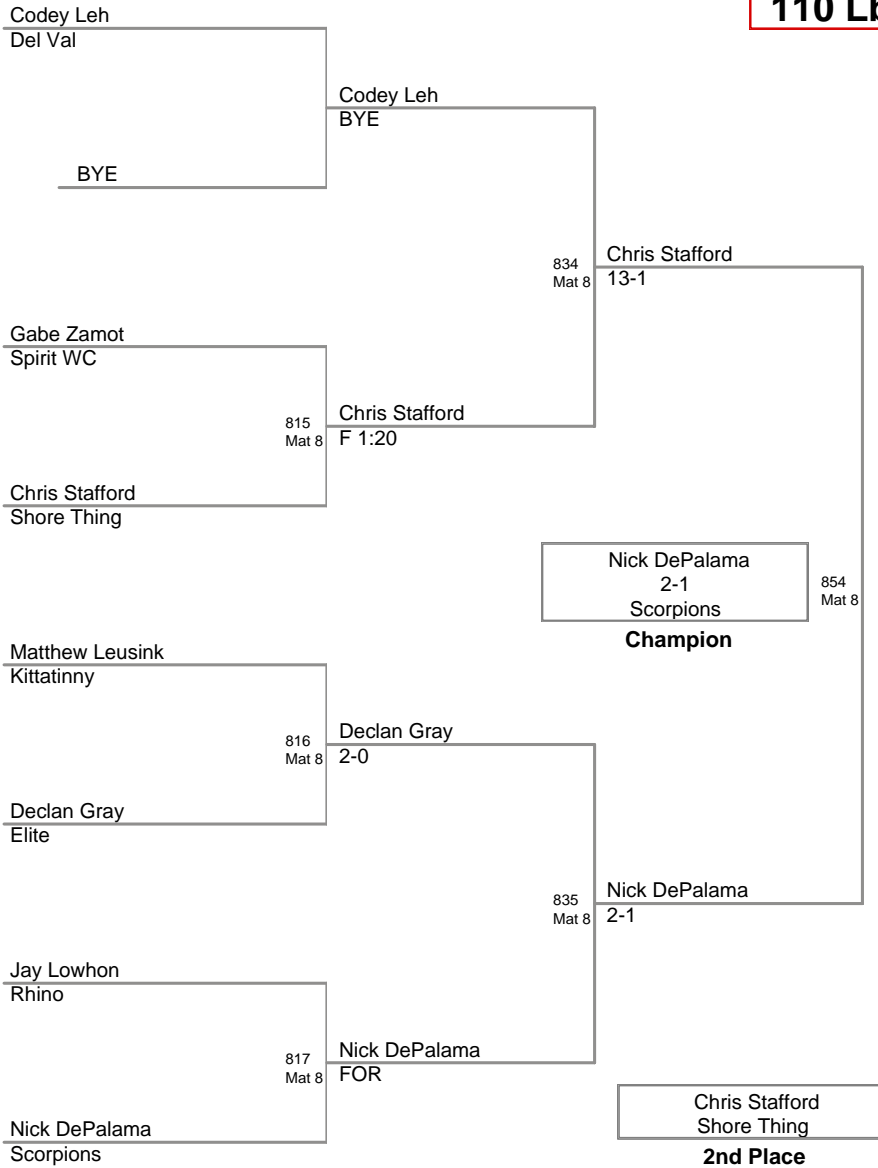 110 Lb
Codey Leh
Del Val
Codey Leh
BYE
BYE
834
Mat 8
Chris Stafford
13-1
Gabe Zamot
Spirit WC
815
Mat 8
Chris Stafford
F 1:20
Chris Stafford
Shore Thing
Nick DePalama
2-1
Scorpions
Champion
854
Mat 8
Matthew Leusink
Kittatinny
816
Mat 8
Declan Gray
2-0
Declan Gray
Elite
835
Mat 8
Nick DePalama
2-1
Jay Lowhon
Rhino
817
Mat 8
Nick DePalama
FOR
Nick DePalama
Scorpions
Chris Stafford
Shore Thing
2nd Place